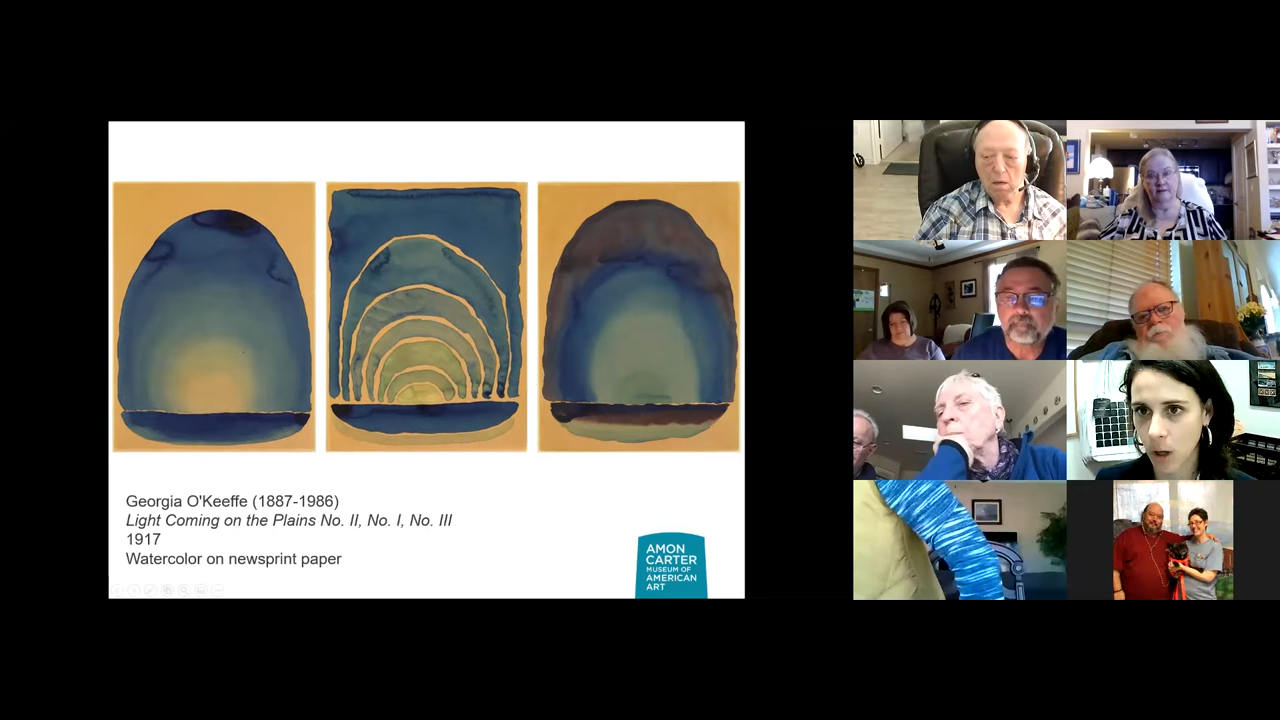 Georgia O'Keeffe (1887-1986)
Light Coming on the Plains No. II, No. I, No. III
1917
Watercolor on newsprint paper
AMON
CARTER
MUSEUM OF
AMERICAN
ART